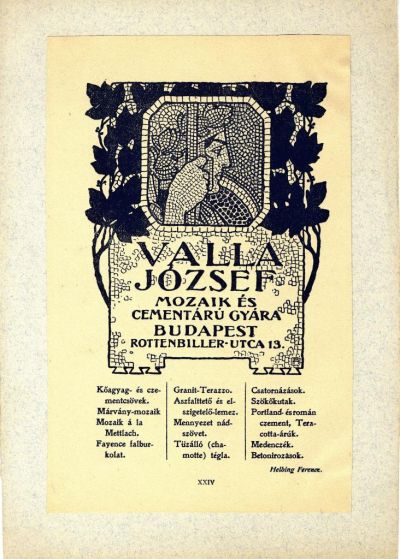 VALLA
JÓZSEF
MOZAIK ÉS
CEMENTÁRÚ GYÁRA
BUDAPEST
ROTTENBILLER-UTCA 13.
Kőagyag- és cze-
mentcsövek.
Márvány-mozaik
Mozaik á la
Mettlach.
Fayence falbur-
kolat.
Granit-Terazzo.
Aszfalttető és el-
szigetelő-lemez.
Mennyezet nád-
szövet.
Tűzálló (cha-
motte) tégla.
Csatornázások.
Szökőkutak.
Portland- és román
czement, Tera-
cotta-árúk.
Medenczék.
Betonirozások.
Helbing Ferencz.
XXIV